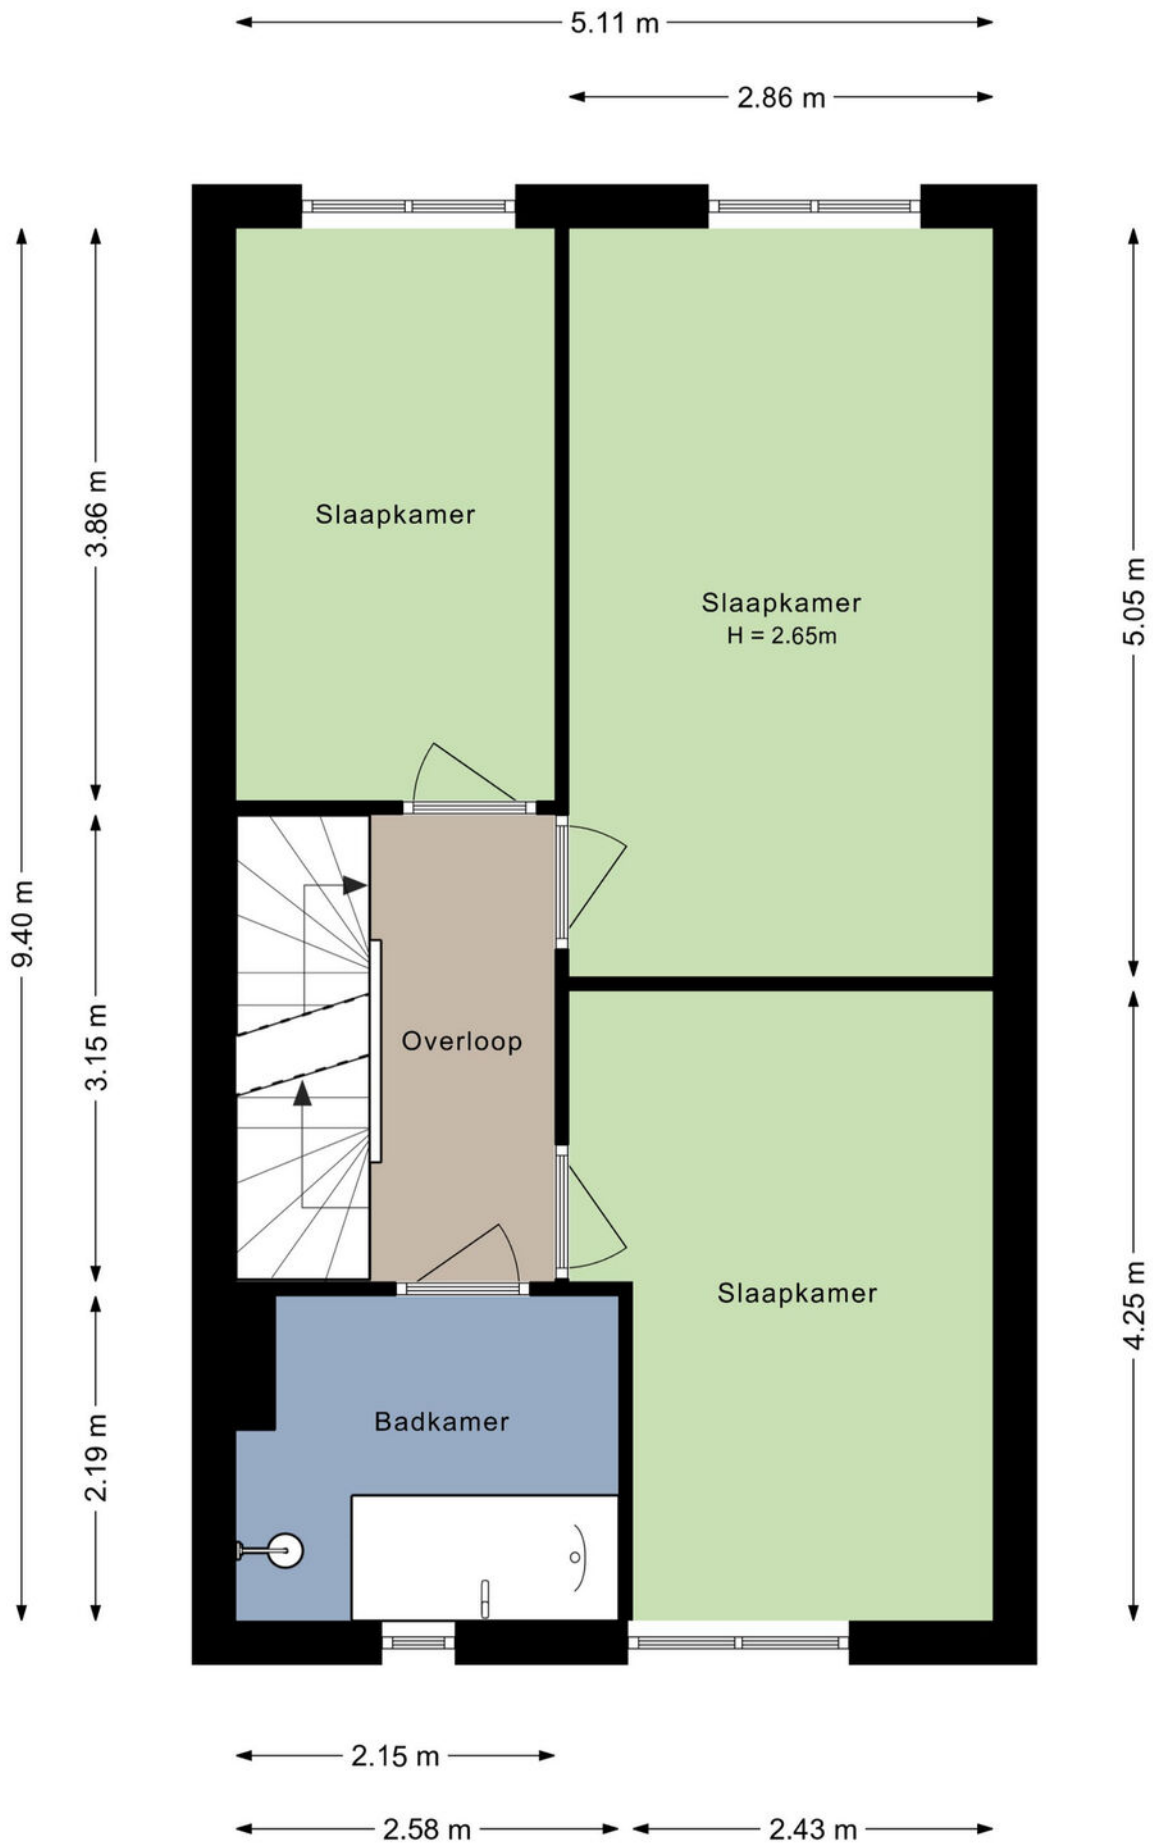 5.11 m
2.86 m
Slaapkamer
3.86 m
Slaapkamer
H = 2.65m
5.05 m
9.40 m
3.15 m
Overloop
Slaapkamer
4.25 m
Badkamer
2.19 m
2.15 m
2.58 m
2.43 m